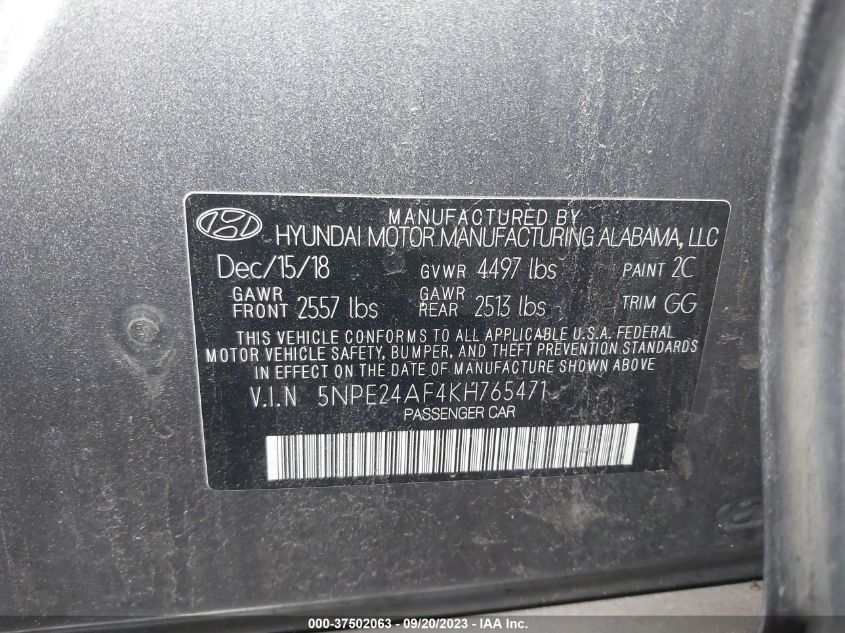 MANUFACTURED BY
HYUNDAI MOTOR MANUFACTURING ALABAMA, LLC
Dec/15/18 GVWR 4497 lbs PAINT 2C
GAWR FRONT 2557 lbs GAWR REAR 2513 lbs TRIM GG
THIS VEHICLE CONFORMS TO ALL APPLICABLE U.S.A. FEDERAL
MOTOR VEHICLE SAFETY, BUMPER, AND THEFT PREVENTION STANDARDS
IN EFFECT ON THE DATE OF MANUFACTURE SHOWN ABOVE
V.I.N 5NPE24AF4KH765471
PASSENGER CAR
000-37502063 - 09/20/2023 - IAA Inc.